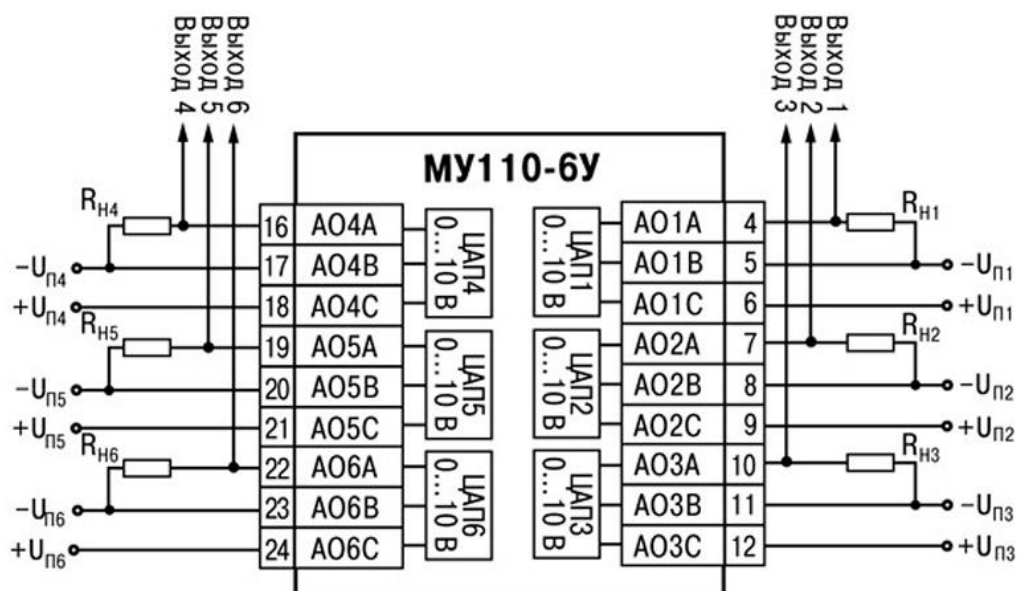 Выход 4
Выход 5
Выход 6
Выход 3
Выход 2
Выход 1
МУ110-6У
RН4
16 AO4A
-UП4
17 AO4B
+UП4
18 AO4C
ЦАП4
0...10 В
RН5
19 AO5A
-UП5
20 AO5B
+UП5
21 AO5C
ЦАП5
0...10 В
RН6
22 AO6A
-UП6
23 AO6B
+UП6
24 AO6C
ЦАП6
0...10 В
ЦАП1
0...10 В
AO1A 4
RН1
AO1B 5
-UП1
AO1C 6
+UП1
ЦАП2
0...10 В
AO2A 7
RН2
AO2B 8
-UП2
AO2C 9
+UП2
ЦАП3
0...10 В
AO3A 10
RН3
AO3B 11
-UП3
AO3C 12
+UП3